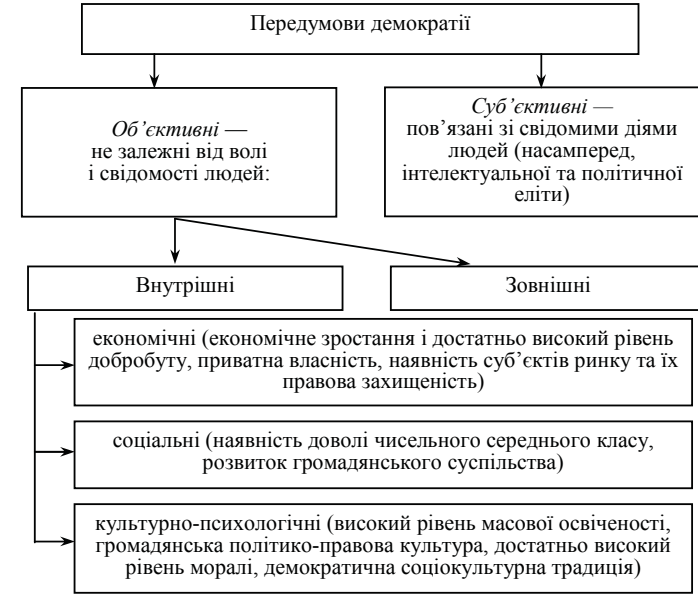 Передумови демократії
Об’єктивні —
не залежні від волі
і свідомості людей:
Суб’єктивні —
пов’язані зі свідомими діями
людей (насамперед,
інтелектуальної та політичної
еліти)
Внутрішні
Зовнішні
економічні (економічне зростання і достатньо високий рівень
добробуту, приватна власність, наявність суб’єктів ринку та їх
правова захищеність)
соціальні (наявність доволі чисельного середнього класу,
розвиток громадянського суспільства)
культурно-психологічні (високий рівень масової освіченості,
громадянська політико-правова культура, достатньо високий
рівень моралі, демократична соціокультурна традиція)